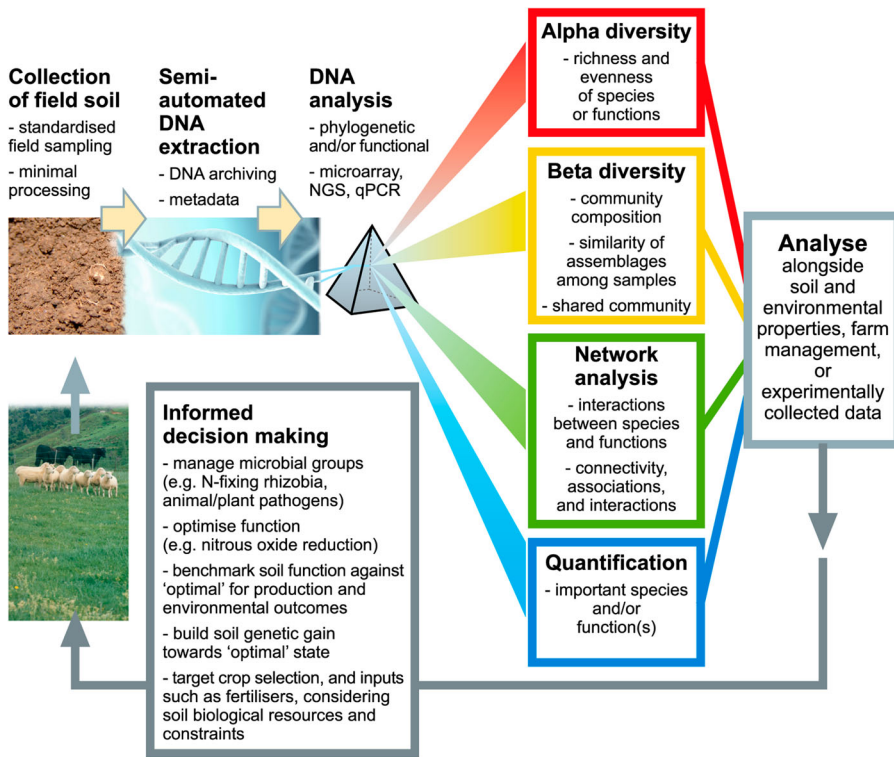 Collection
of field soil
- standardised
field sampling
- minimal
processing
Semi-
automated
DNA
extraction
- DNA archiving
- metadata
DNA
analysis
- phylogenetic
and/or functional
- microarray,
NGS, qPCR
Alpha diversity
- richness and
evenness
of species
or functions
Beta diversity
- community
composition
- similarity of
assemblages
among samples
- shared community
Network
analysis
- interactions
between species
and functions
- connectivity,
associations,
and interactions
Quantification
- important species
and/or
function(s)
Analyse
alongside
soil and
environmental
properties, farm
management,
or
experimentally
collected data
Informed
decision making
- manage microbial groups
(e.g. N-fixing rhizobia,
animal/plant pathogens)
- optimise function
(e.g. nitrous oxide reduction)
- benchmark soil function against
‘optimal’ for production and
environmental outcomes
- build soil genetic gain
towards ‘optimal’ state
- target crop selection, and inputs
such as fertilisers, considering
soil biological resources and
constraints